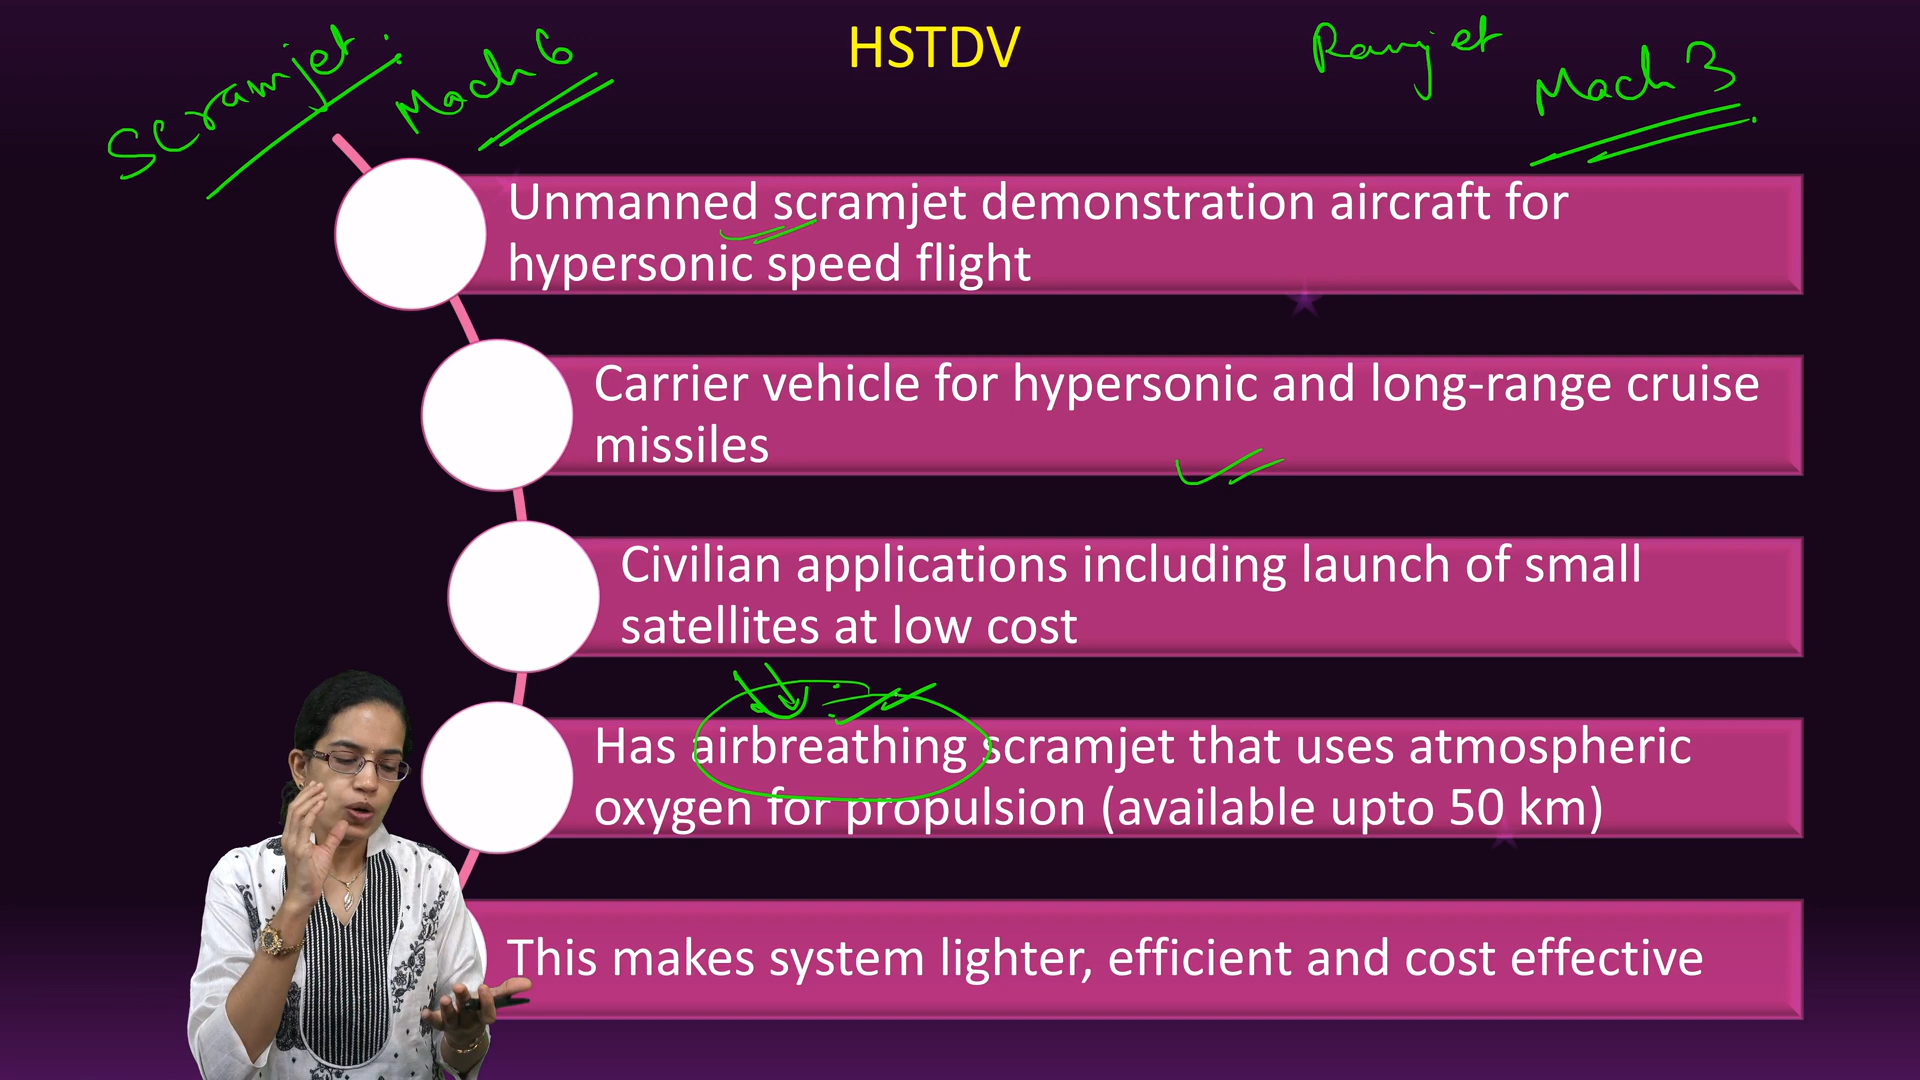 HSTDV
Scramjet.
Mach 6
Ramjet
Mach 3
Unmanned scramjet demonstration aircraft for
hypersonic speed flight
Carrier vehicle for hypersonic and long-range cruise
missiles
Civilian applications including launch of small
satellites at low cost
Has airbreathing scramjet that uses atmospheric
oxygen for propulsion (available upto 50 km)
This makes system lighter, efficient and cost effective